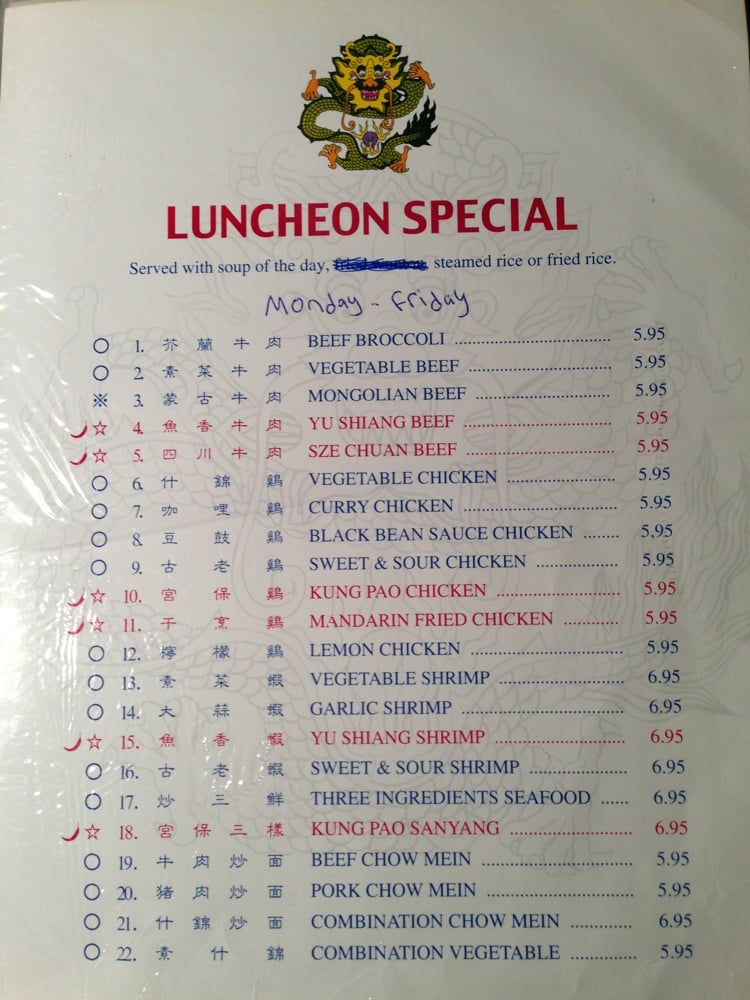 LUNCHEON SPECIAL
Served with soup of the day, steamed rice or fried rice.
Monday - Friday
○ 1. 芥蘭牛肉 BEEF BROCCOLI 5.95
○ 2. 素菜牛肉 VEGETABLE BEEF 5.95
※ 3. 蒙古牛肉 MONGOLIAN BEEF 5.95
☆ 4. 魚香牛肉 YU SHIANG BEEF 5.95
☆ 5. 四川牛肉 SZE CHUAN BEEF 5.95
○ 6. 什錦鷄 VEGETABLE CHICKEN 5.95
○ 7. 咖哩鷄 CURRY CHICKEN 5.95
○ 8. 豆鼓鷄 BLACK BEAN SAUCE CHICKEN 5,95
○ 9. 古老鷄 SWEET & SOUR CHICKEN 5.95
☆ 10. 宮保鷄 KUNG PAO CHICKEN 5.95
☆ 11. 干烹鷄 MANDARIN FRIED CHICKEN 5.95
○ 12. 檸檬鷄 LEMON CHICKEN 5.95
○ 13. 素菜蝦 VEGETABLE SHRIMP 6.95
○ 14. 大蒜蝦 GARLIC SHRIMP 6.95
☆ 15. 魚香蝦 YU SHIANG SHRIMP 6.95
○ 16. 古老蝦 SWEET & SOUR SHRIMP 6.95
○ 17. 炒三鮮 THREE INGREDIENTS SEAFOOD 6.95
☆ 18. 宮保三樣 KUNG PAO SANYANG 6.95
○ 19. 牛肉炒面 BEEF CHOW MEIN 5.95
○ 20. 猪肉炒面 PORK CHOW MEIN 5.95
○ 21. 什錦炒面 COMBINATION CHOW MEIN 6.95
○ 22. 素什錦 COMBINATION VEGETABLE 5.95